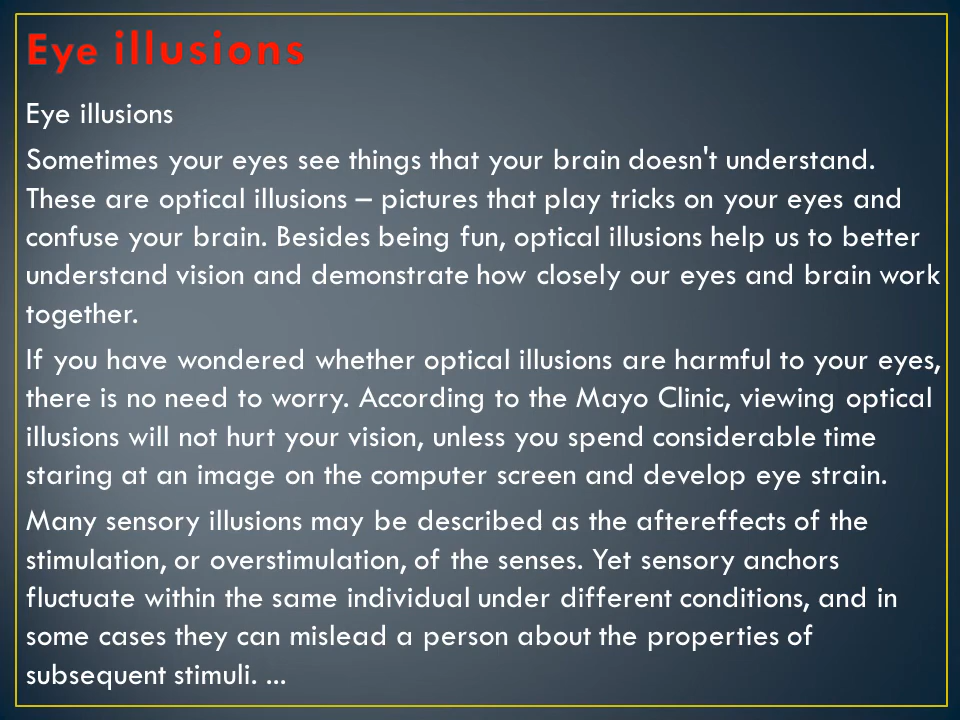 Eye illusions
Eye illusions
Sometimes your eyes see things that your brain doesn't understand.
These are optical illusions – pictures that play tricks on your eyes and
confuse your brain. Besides being fun, optical illusions help us to better
understand vision and demonstrate how closely our eyes and brain work
together.
If you have wondered whether optical illusions are harmful to your eyes,
there is no need to worry. According to the Mayo Clinic, viewing optical
illusions will not hurt your vision, unless you spend considerable time
staring at an image on the computer screen and develop eye strain.
Many sensory illusions may be described as the aftereffects of the
stimulation, or overstimulation, of the senses. Yet sensory anchors
fluctuate within the same individual under different conditions, and in
some cases they can mislead a person about the properties of
subsequent stimuli. ...